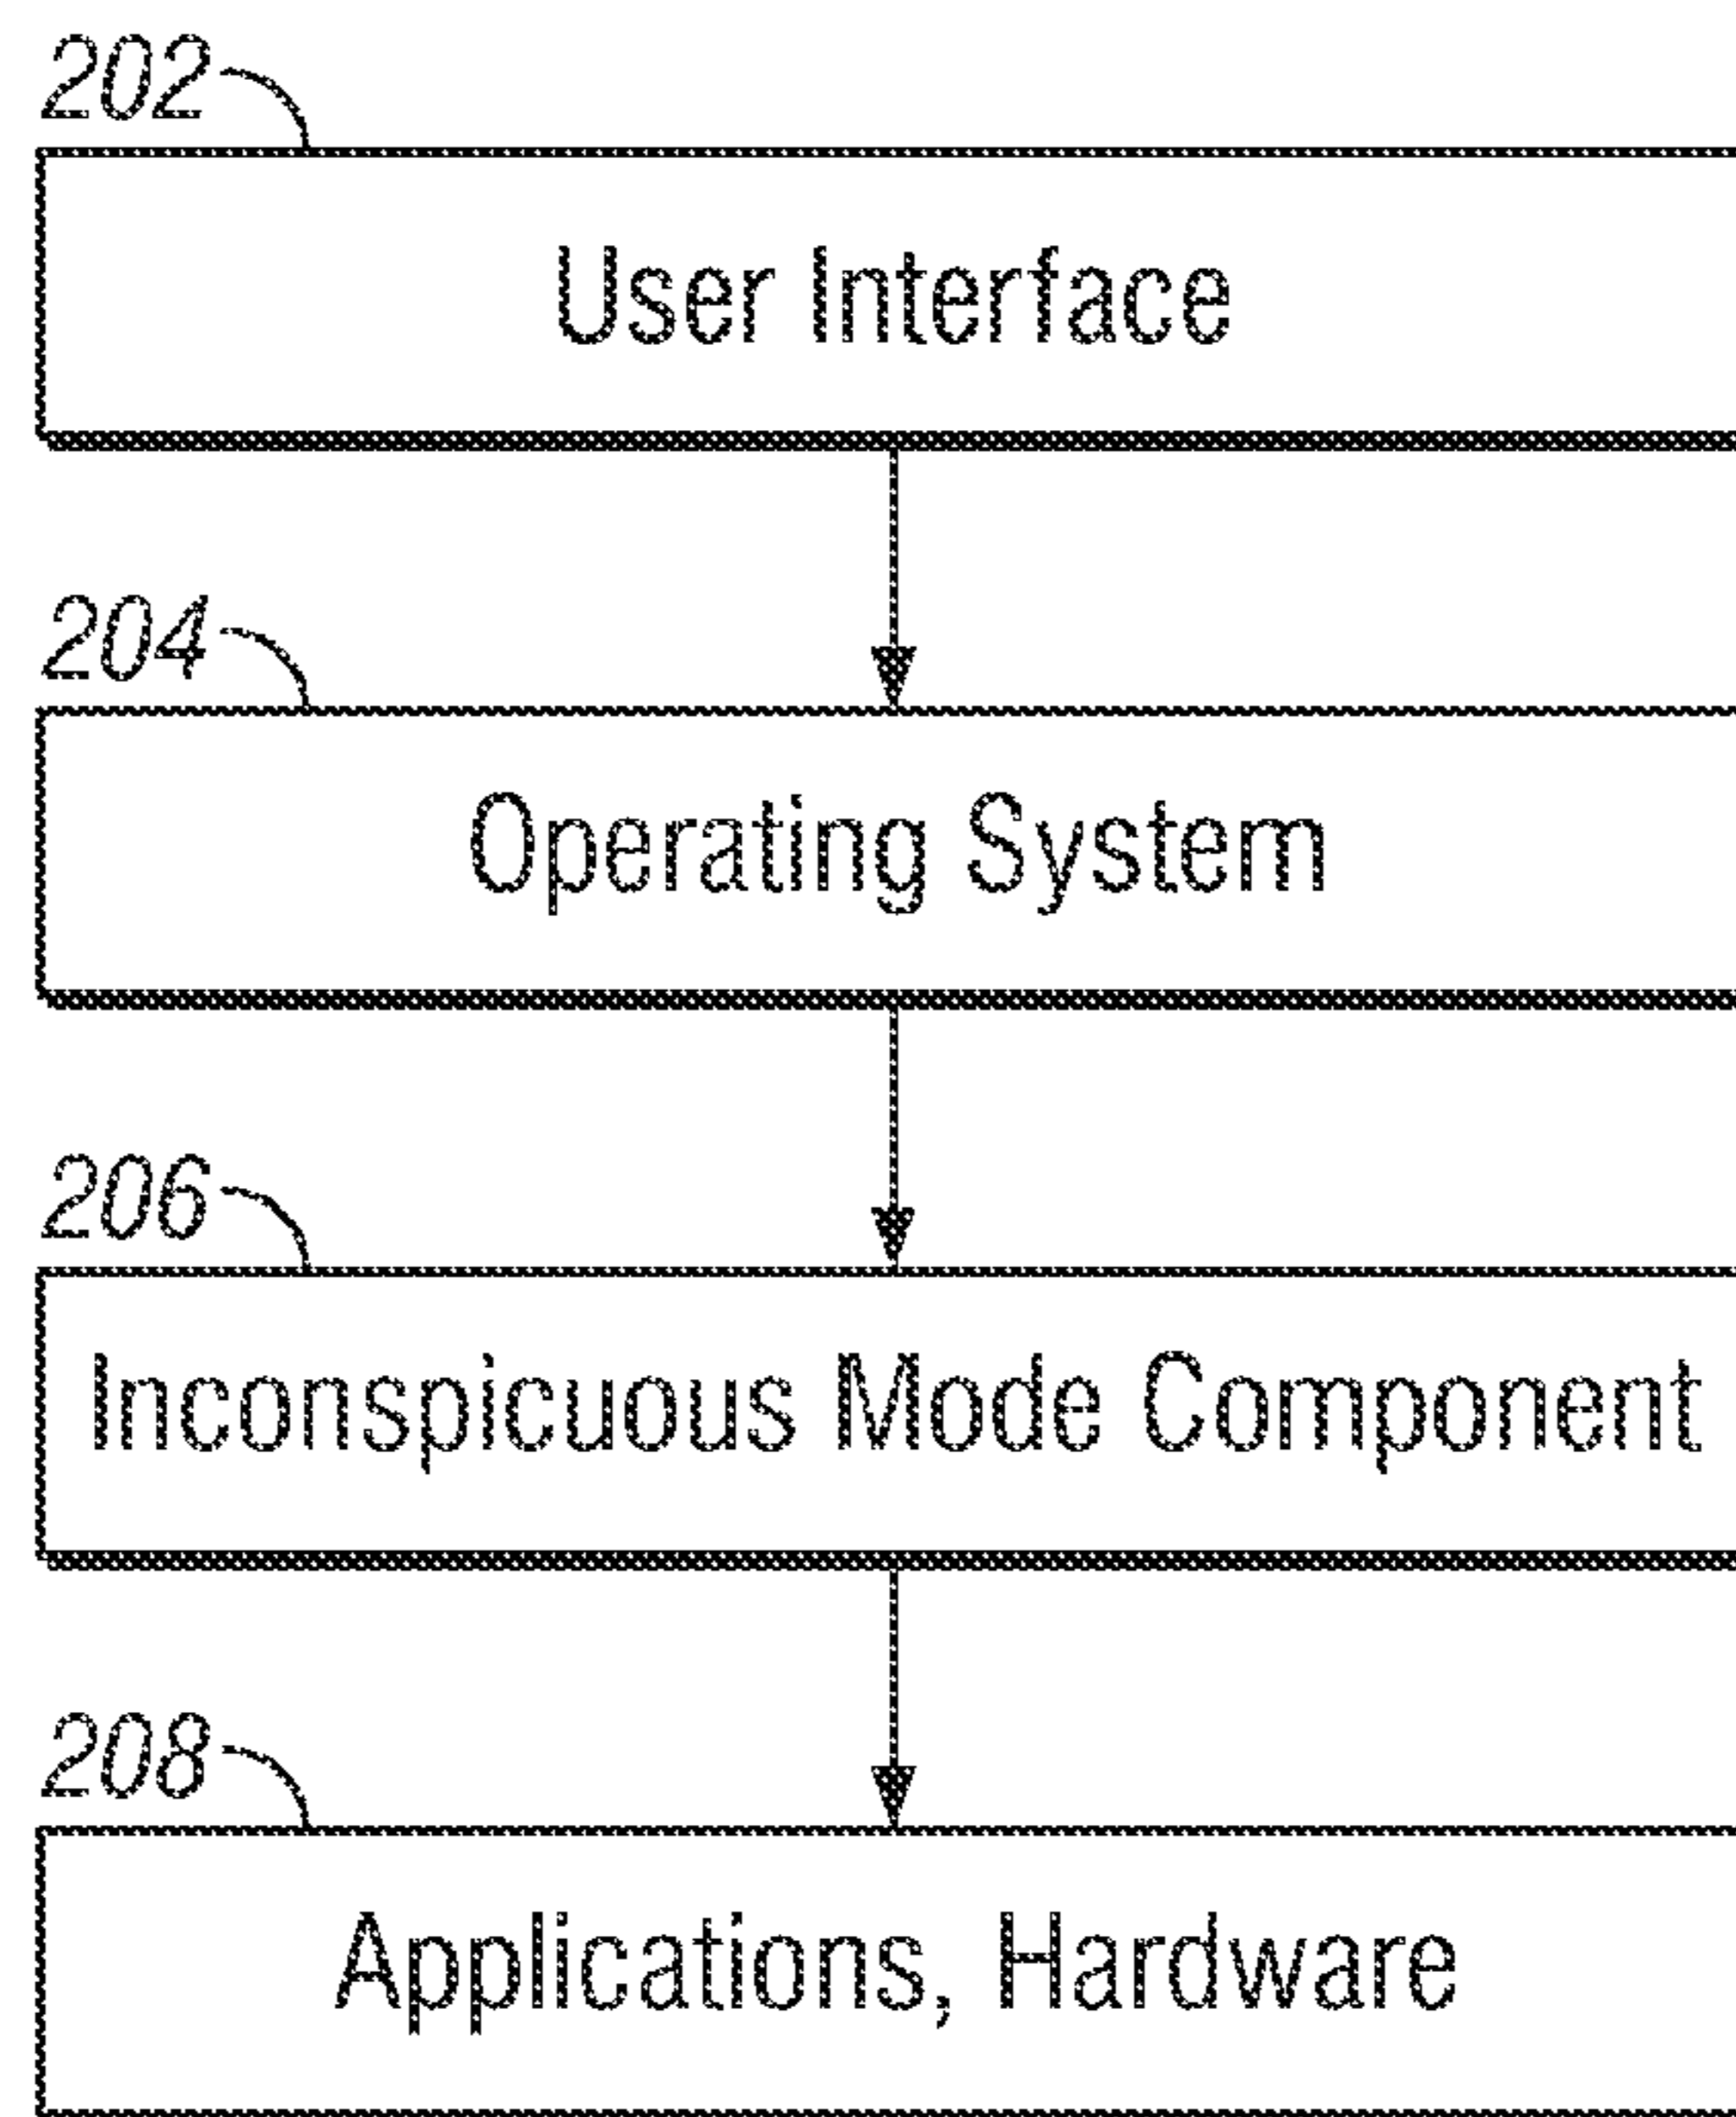 202
User Interface
204
Operating System
206
Inconspicuous Mode Component
208
Applications, Hardware